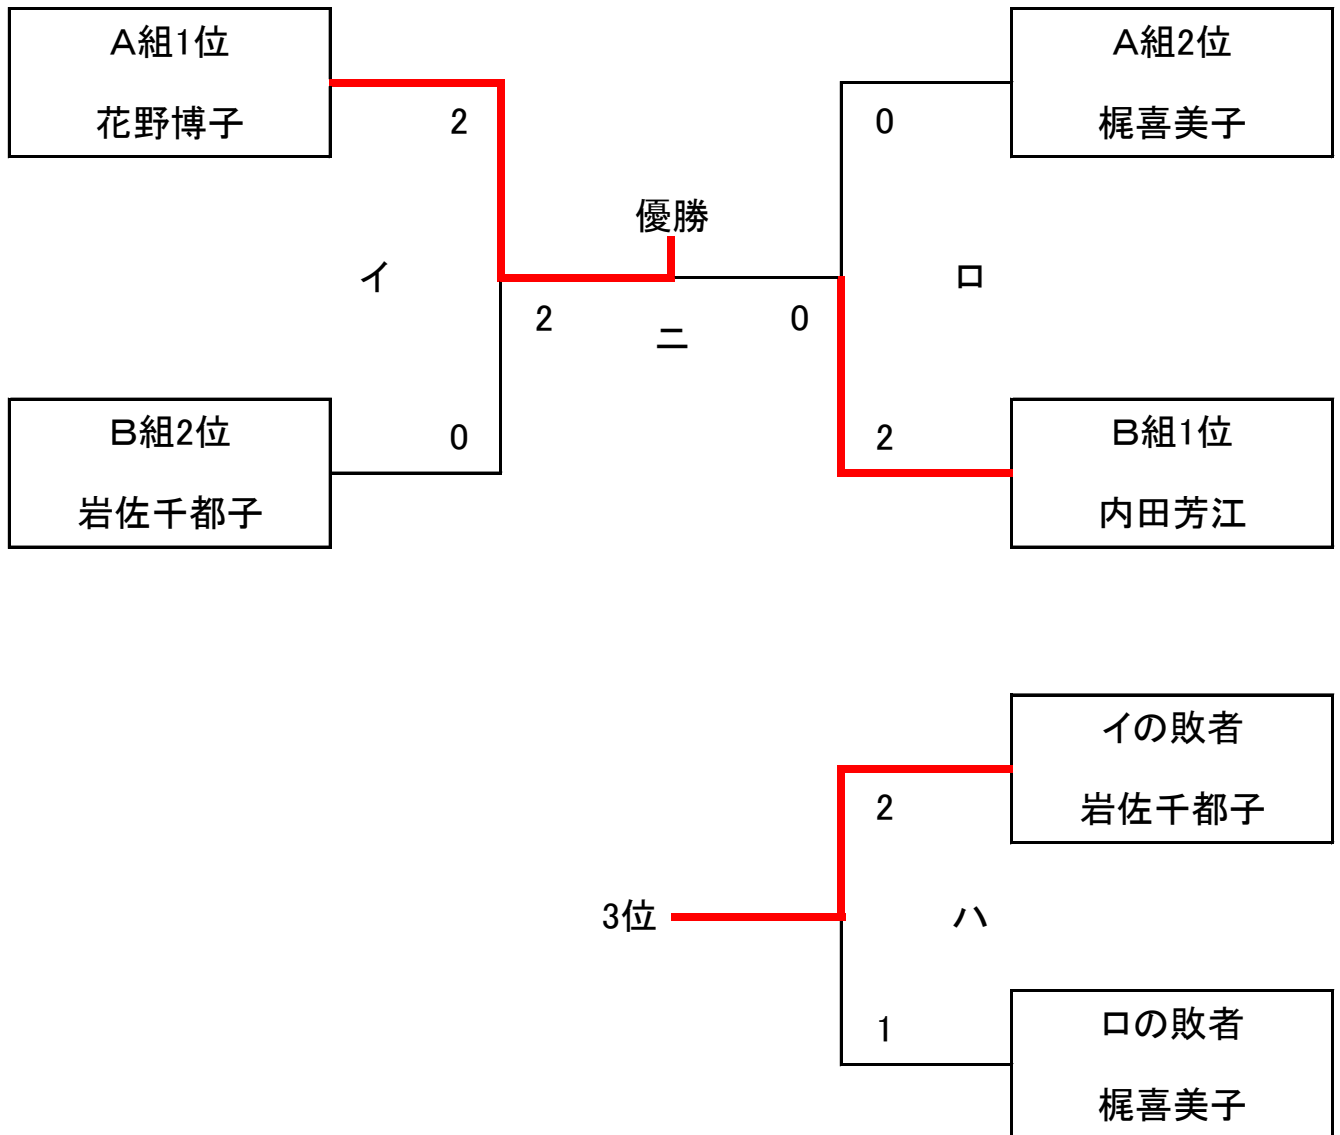 A組1位
花野博子
2
A組2位
梶喜美子
0
優勝
イ
ロ
2
ニ
0
B組2位
岩佐千都子
0
B組1位
内田芳江
2
イの敗者
岩佐千都子
2
3位
ハ
1
ロの敗者
梶喜美子